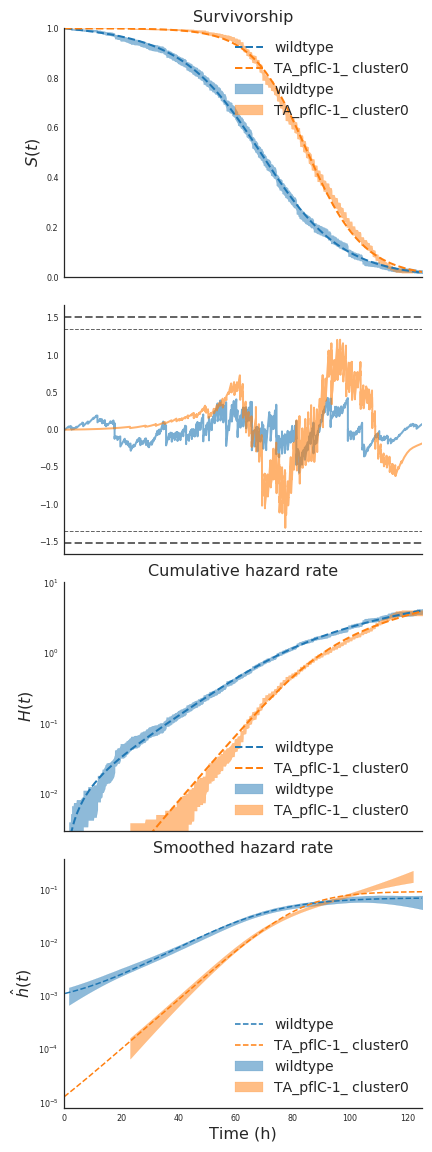 Survivorship
1.0
0.8
0.6
0.4
0.2
0.0
S(t)
wildtype
TA_pflC-1_ cluster0
wildtype
TA_pflC-1_ cluster0
1.5
1.0
0.5
0.0
−0.5
−1.0
−1.5
Cumulative hazard rate
10¹
10⁰
10⁻¹
10⁻²
H(t)
wildtype
TA_pflC-1_ cluster0
wildtype
TA_pflC-1_ cluster0
Smoothed hazard rate
10⁻¹
10⁻²
10⁻³
10⁻⁴
10⁻⁵
ĥ(t)
wildtype
TA_pflC-1_ cluster0
wildtype
TA_pflC-1_ cluster0
0 20 40 60 80 100 120
Time (h)